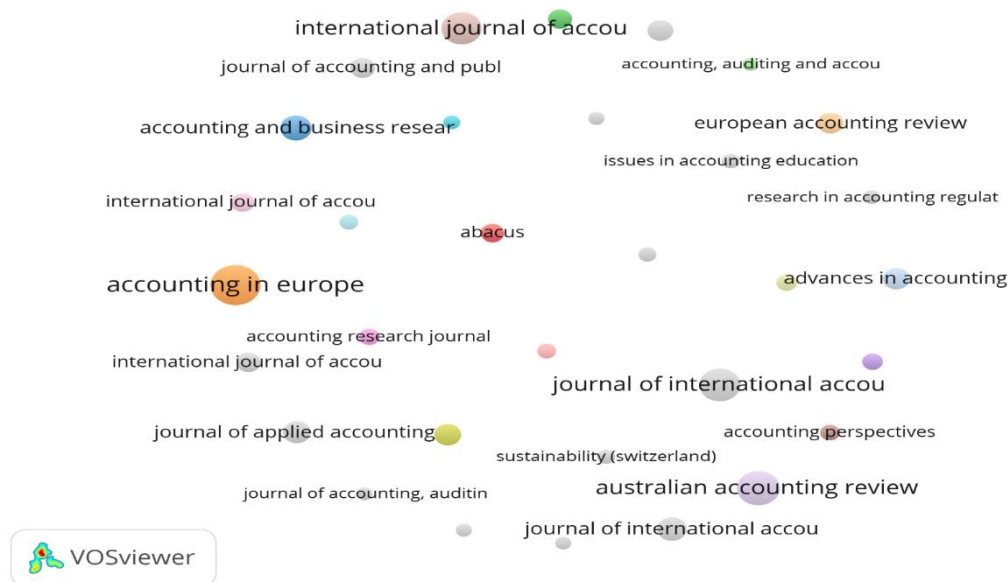 international journal of accou
journal of accounting and publ
accounting, auditing and accou
accounting and business resear
european accounting review
issues in accounting education
international journal of accou
research in accounting regulat
abacus
accounting in europe
advances in accounting
accounting research journal
international journal of accou
journal of international accou
journal of applied accounting
accounting perspectives
sustainability (switzerland)
journal of accounting, auditin
australian accounting review
journal of international accou
VOSviewer